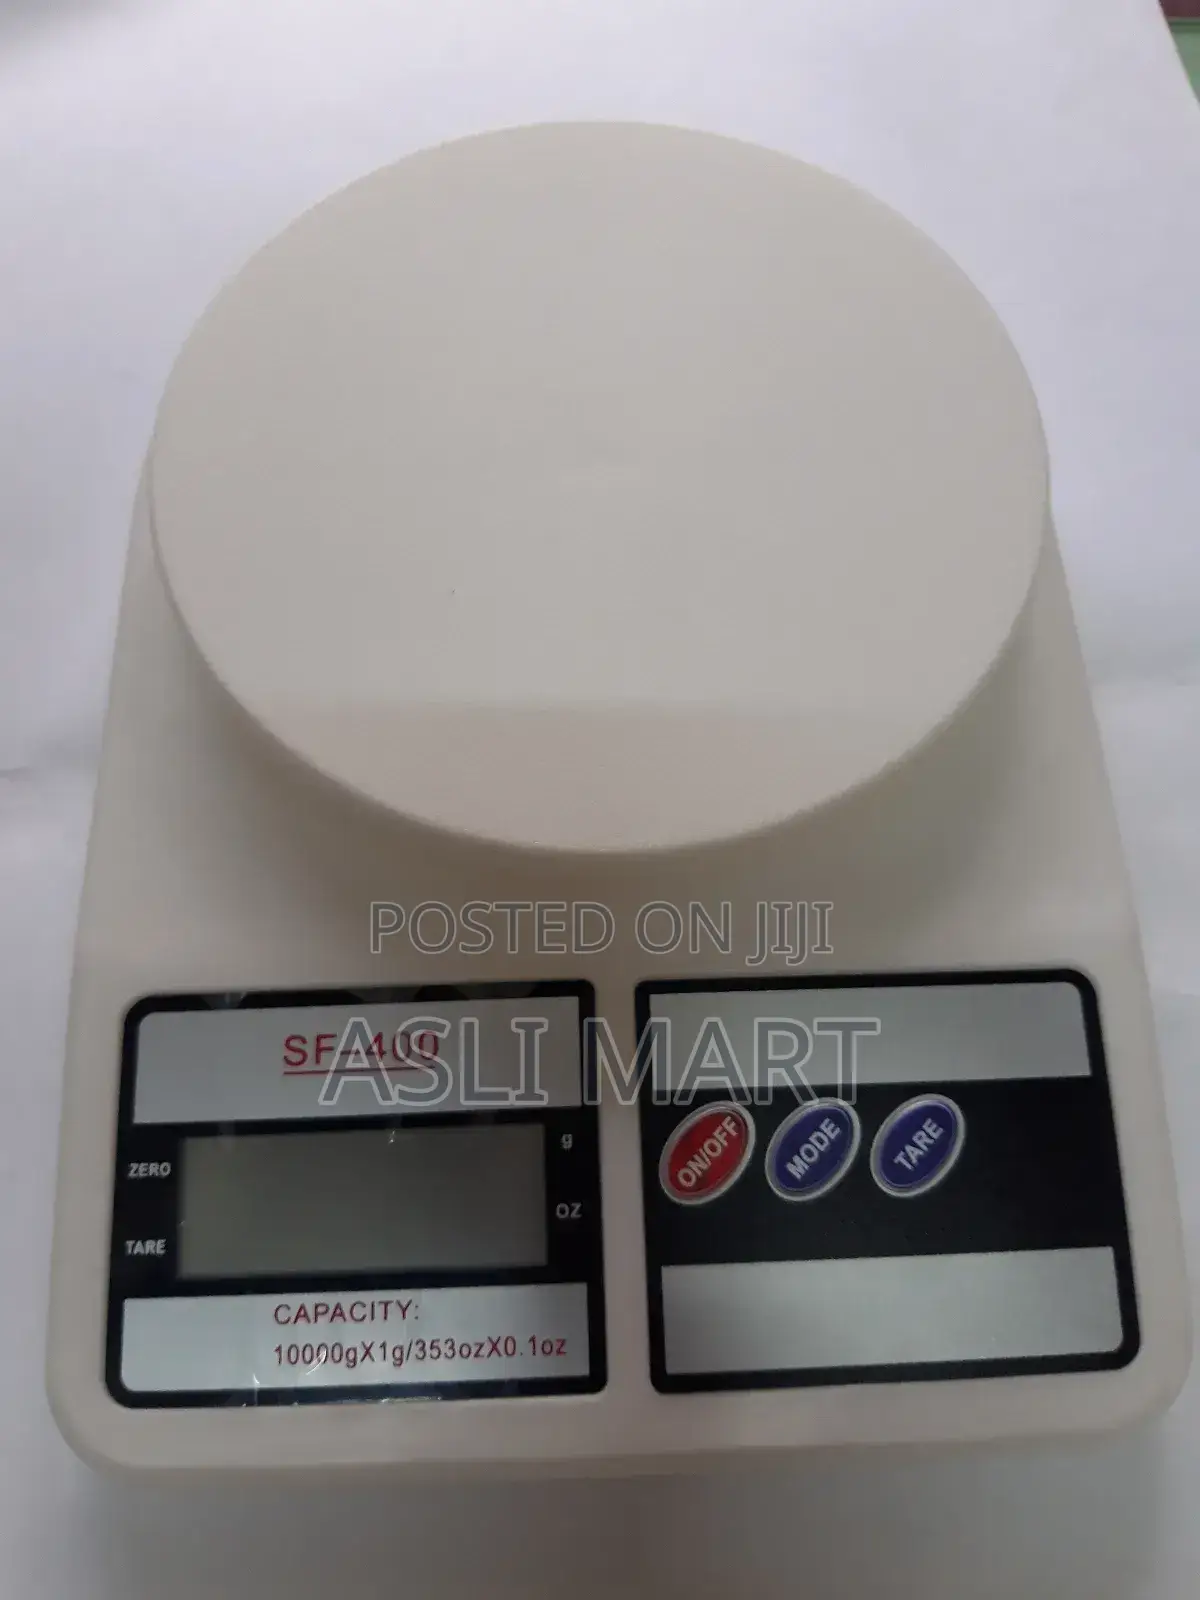 POSTED ON JIJI
ASLI MART
SF-400
ZERO
TARE
g
OZ
CAPACITY:
10000gX1g/353ozX0.1oz
ON/OFF
MODE
TARE